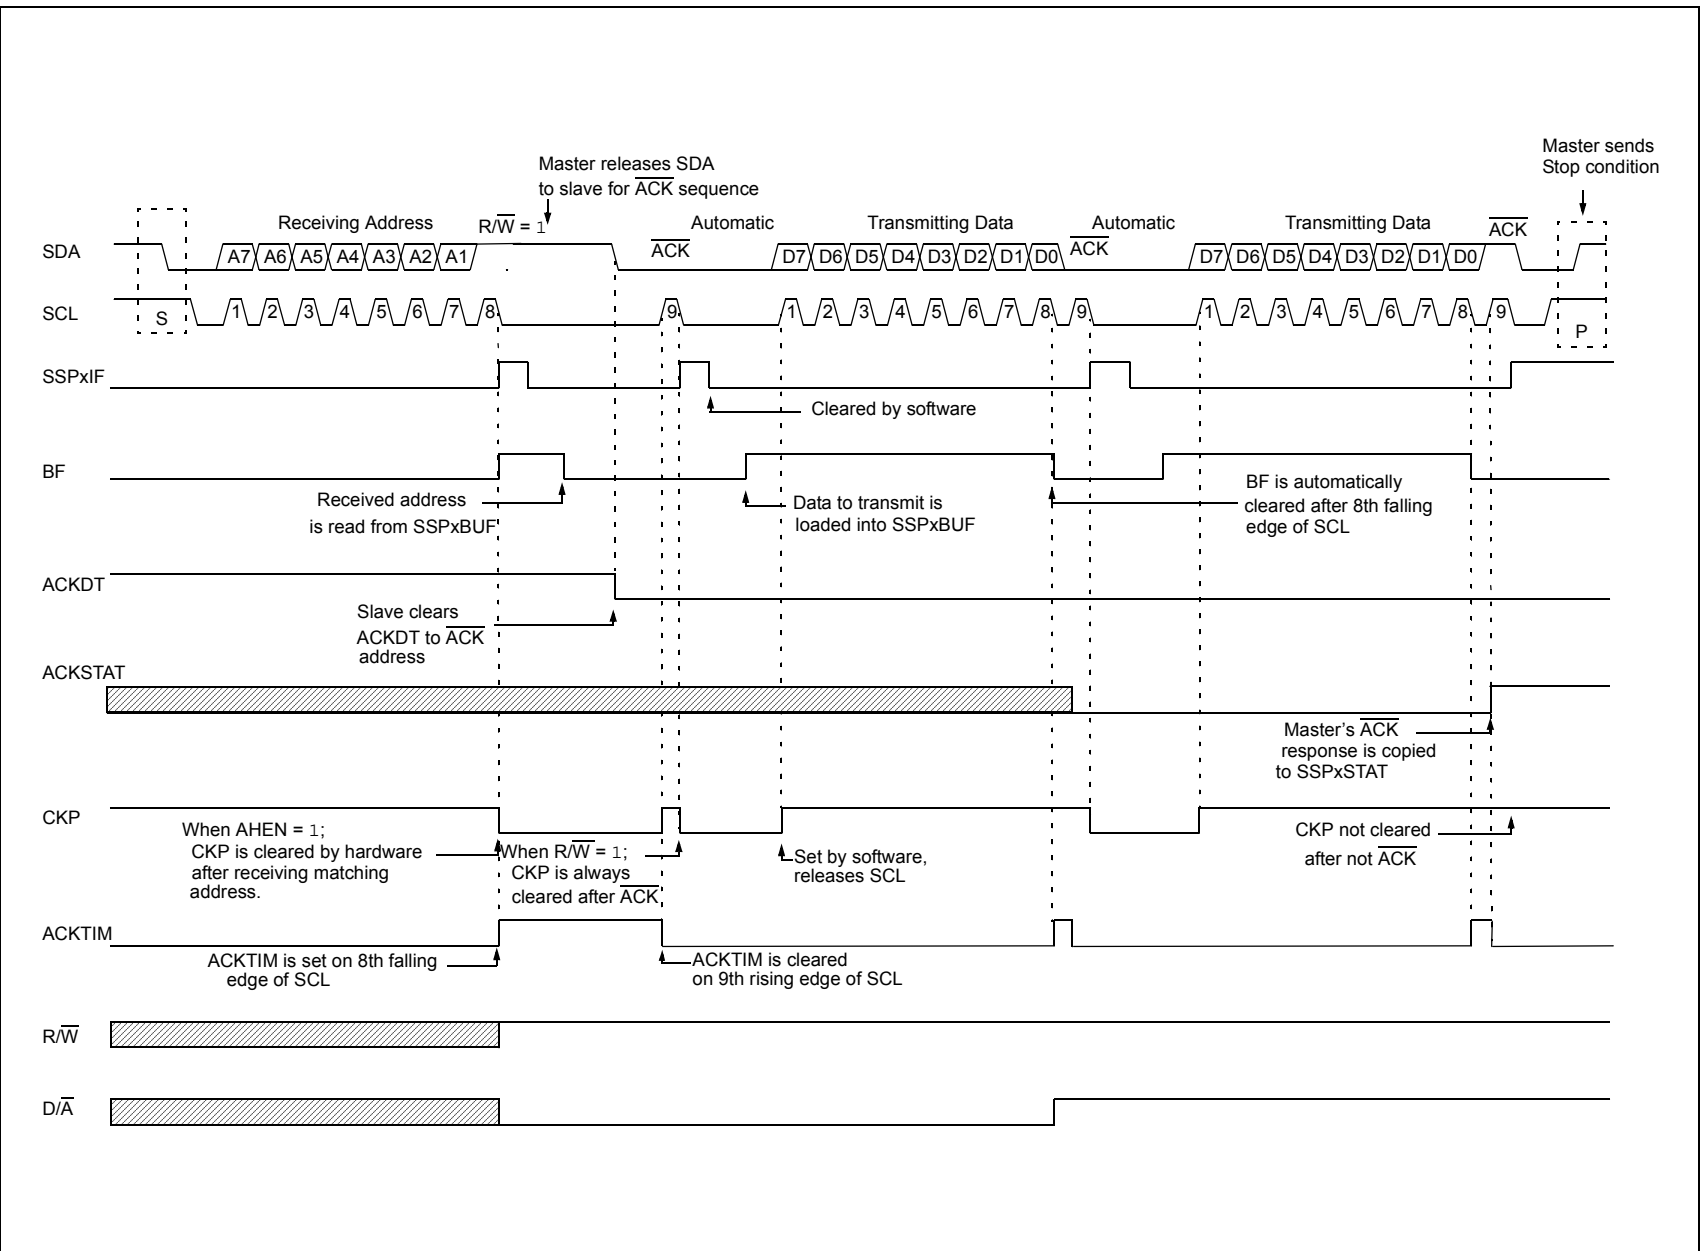 Master sends
Stop condition
Master releases SDA
to slave for A̅C̅K̅ sequence
Receiving Address
R/W̅ = 1
Automatic
Transmitting Data
Automatic
Transmitting Data
A̅C̅K̅
SDA
A7 A6 A5 A4 A3 A2 A1
A̅C̅K̅
D7 D6 D5 D4 D3 D2 D1 D0
A̅C̅K̅
D7 D6 D5 D4 D3 D2 D1 D0
SCL
S
1 2 3 4 5 6 7 8 9
1 2 3 4 5 6 7 8 9
1 2 3 4 5 6 7 8 9
P
SSPxIF
Cleared by software
BF
Received address
is read from SSPxBUF
Data to transmit is
loaded into SSPxBUF
BF is automatically
cleared after 8th falling
edge of SCL
ACKDT
Slave clears
ACKDT to A̅C̅K̅
address
ACKSTAT
Master’s A̅C̅K̅
response is copied
to SSPxSTAT
CKP
When AHEN = 1;
CKP is cleared by hardware
after receiving matching
address.
When R/W̅ = 1;
CKP is always
cleared after A̅C̅K̅
Set by software,
releases SCL
CKP not cleared
after not A̅C̅K̅
ACKTIM
ACKTIM is set on 8th falling
edge of SCL
ACKTIM is cleared
on 9th rising edge of SCL
R/W̅
D/A̅